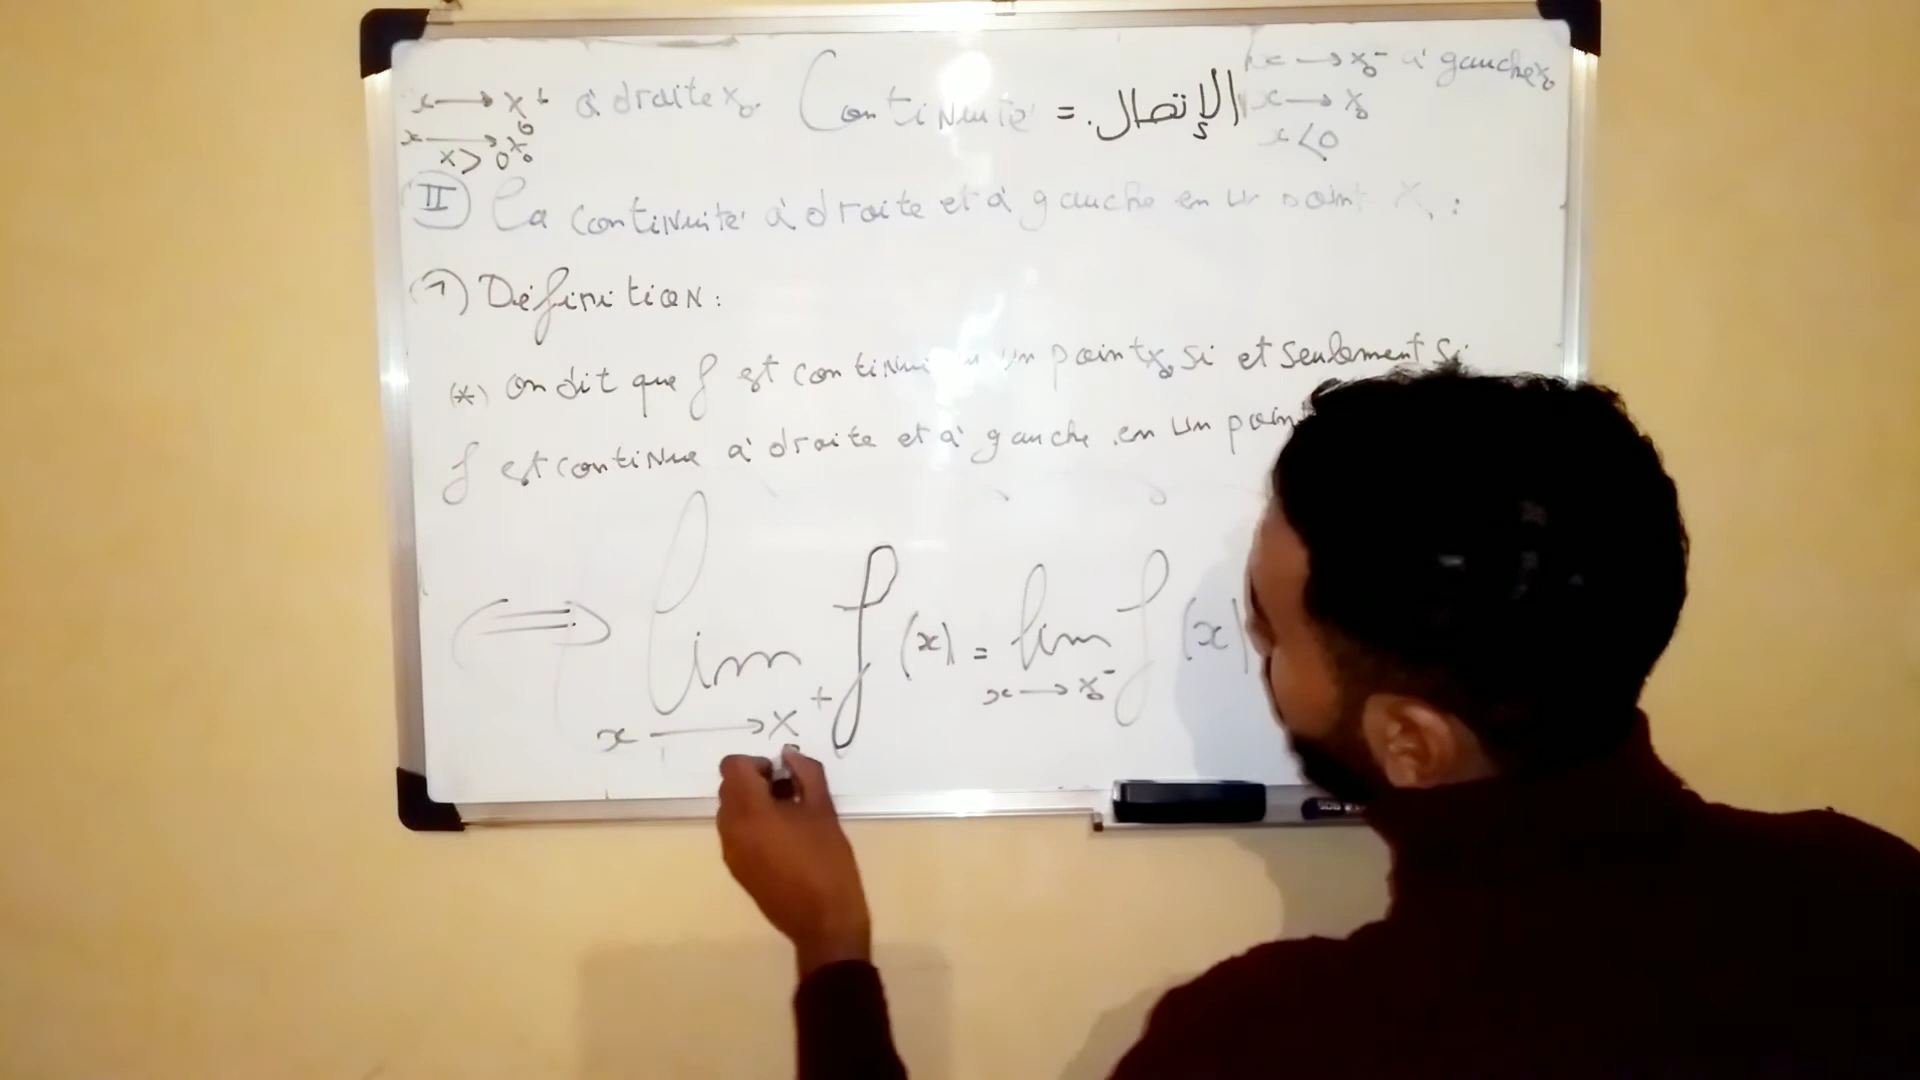 x → x₀⁺ à droite x₀. Continuité = الإتصال. x → x₀⁻ à gauche x₀
x → x₀ x → x₀
x > 0 x < 0
II La continuité à droite et à gauche en un point x₀ :
1) Définition :
(*) on dit que f est continue en un point x₀ si et seulement si
f est continue à droite et à gauche en un point
⟺ lim f(x) = lim f(x)
x → x₀⁺ x → x₀⁻